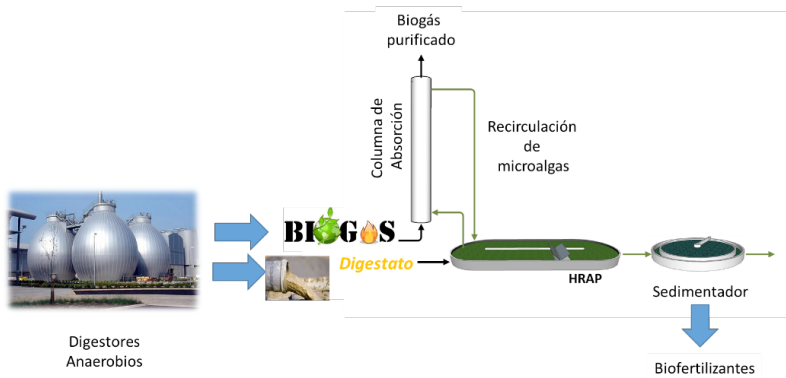 Biogás
purificado
Columna de
Absorción
Recirculación
de
microalgas
BIOGAS
Digestato
HRAP
Sedimentador
Digestores
Anaerobios
Biofertilizantes